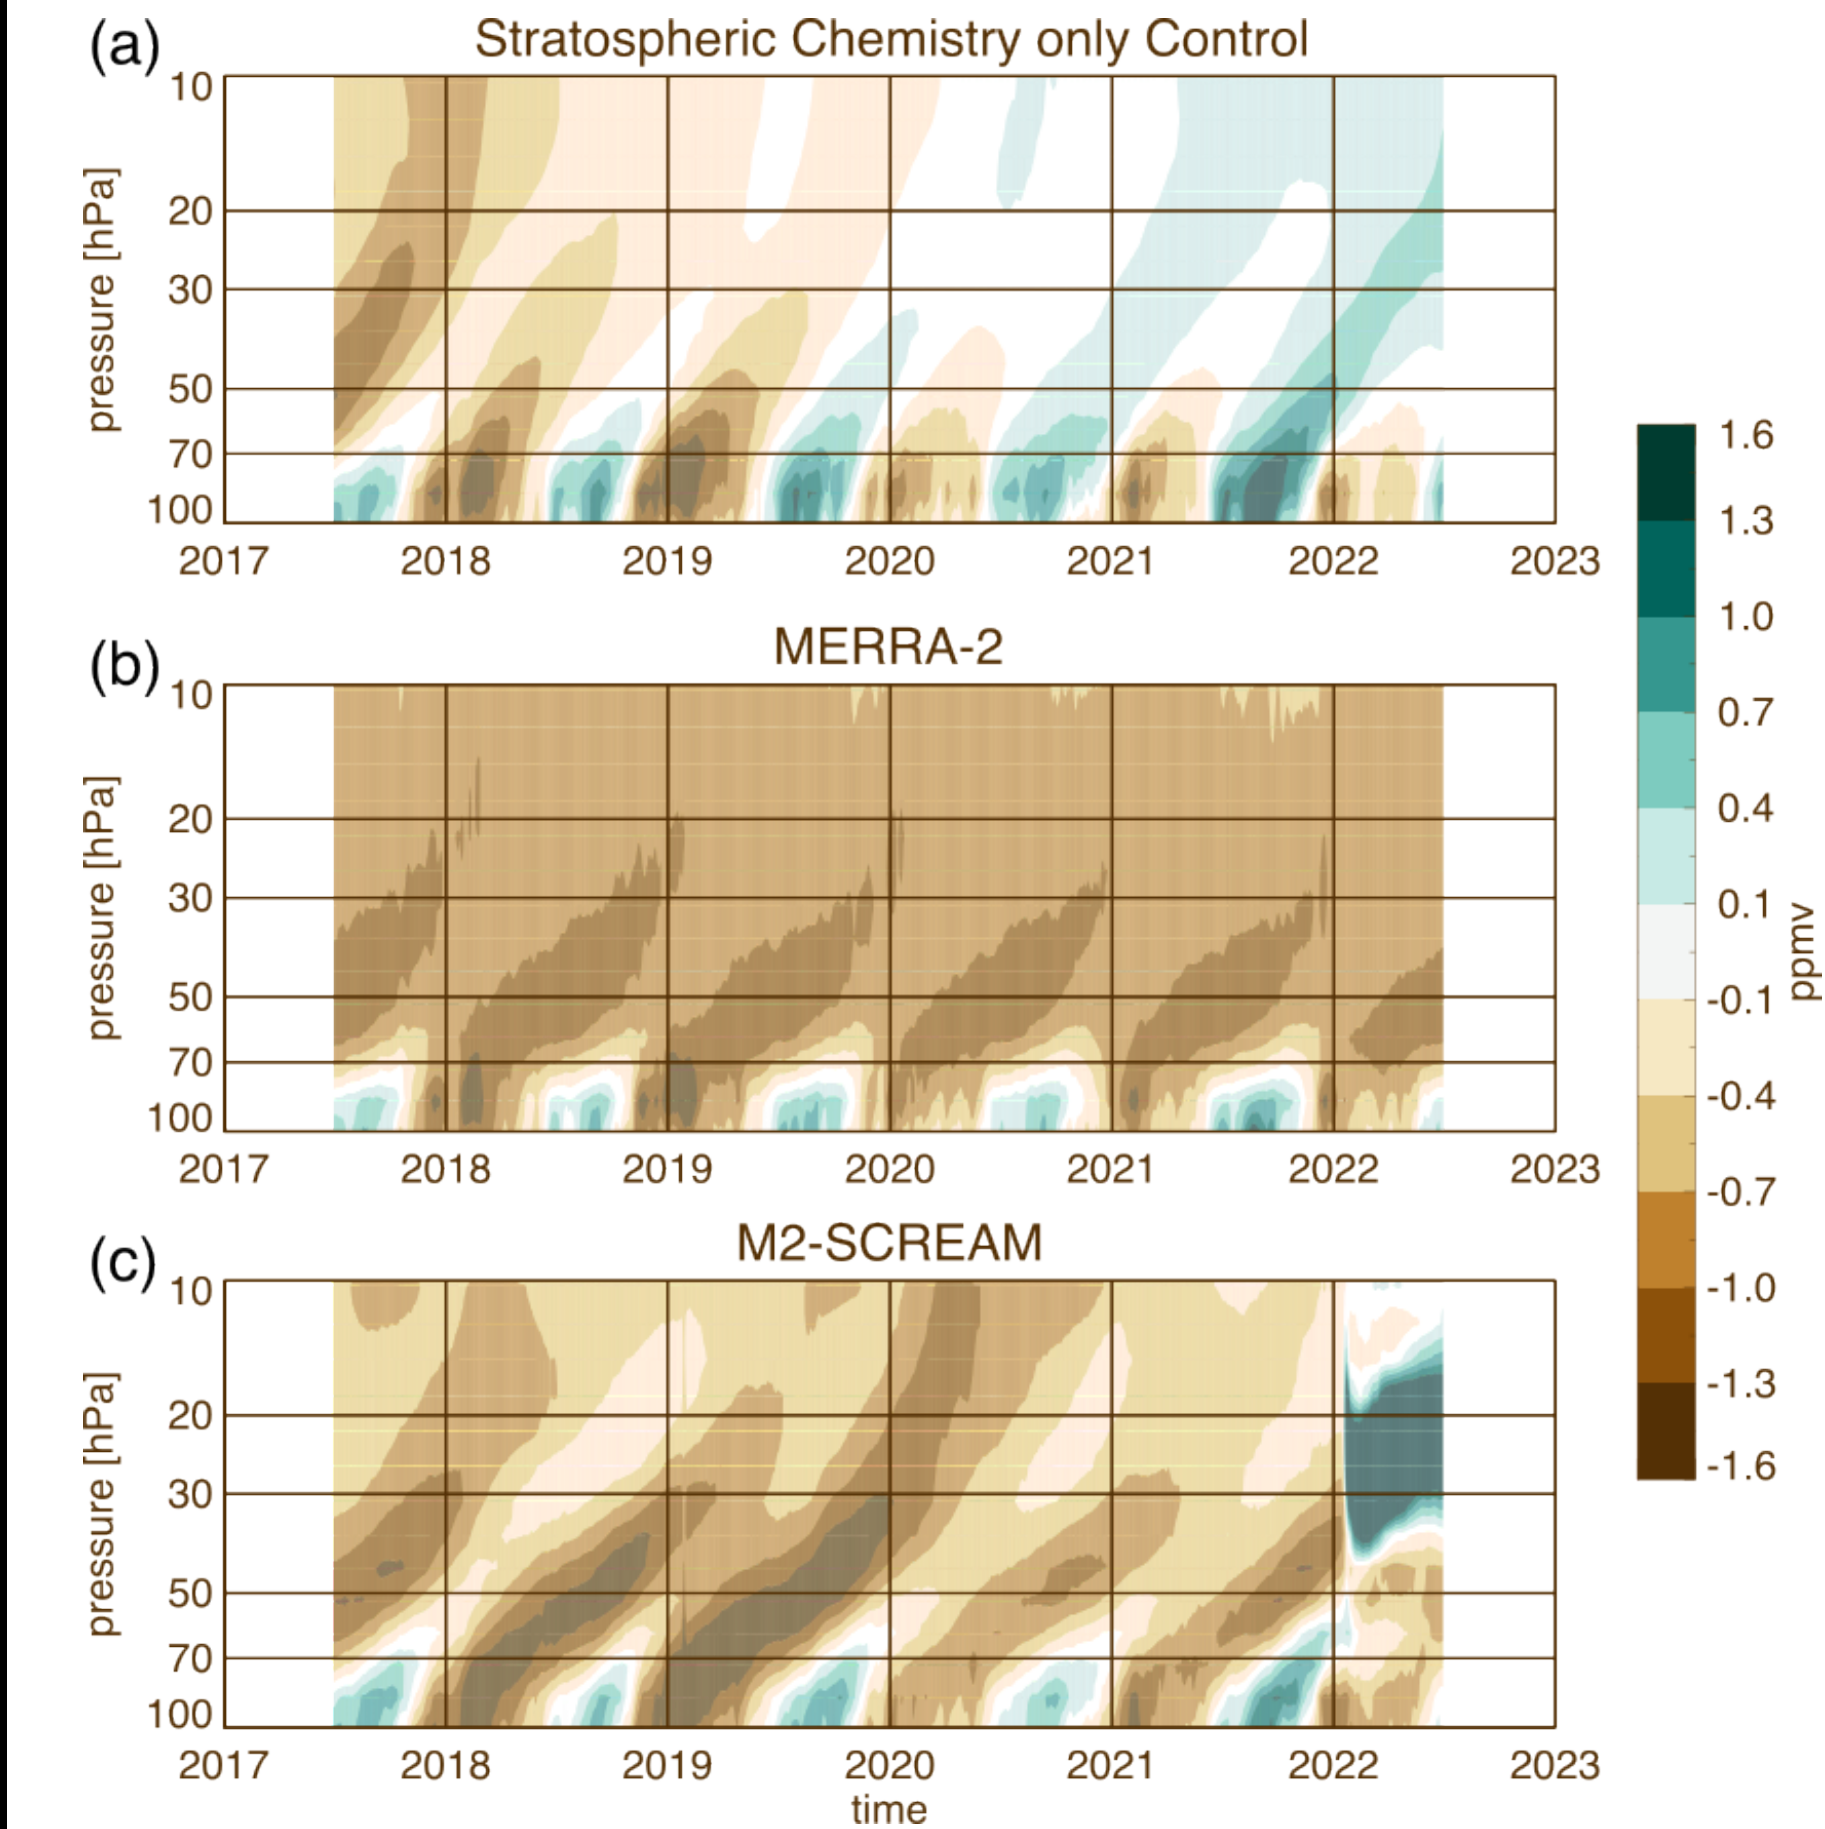 (a) Stratospheric Chemistry only Control
10
20
30
50
70
100
pressure [hPa]
2017 2018 2019 2020 2021 2022 2023
(b) MERRA-2
10
20
30
50
70
100
pressure [hPa]
2017 2018 2019 2020 2021 2022 2023
(c) M2-SCREAM
10
20
30
50
70
100
pressure [hPa]
2017 2018 2019 2020 2021 2022 2023
time
1.6
1.3
1.0
0.7
0.4
0.1
-0.1
-0.4
-0.7
-1.0
-1.3
-1.6
ppmv